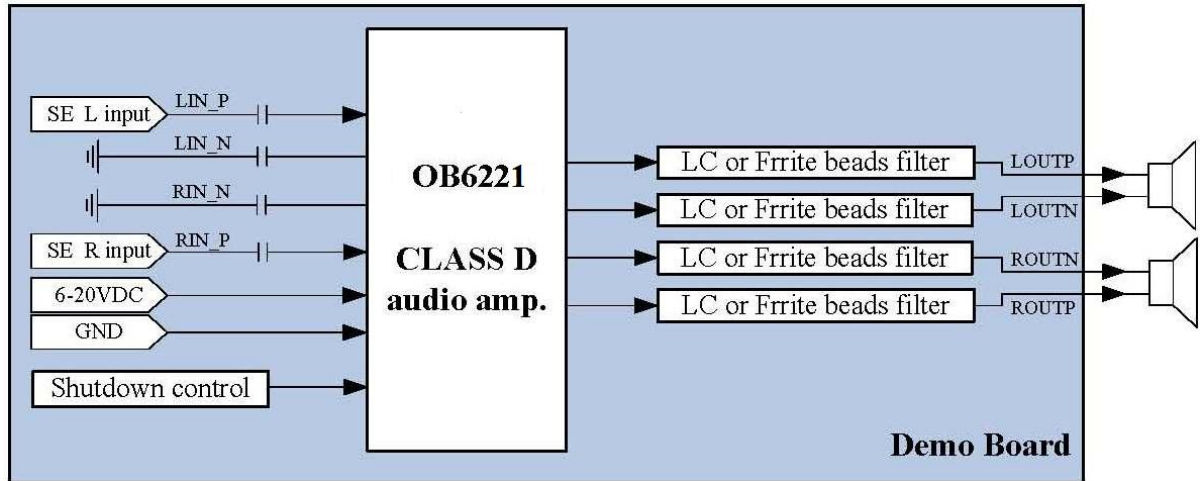 SE L input
LIN_P
LIN_N
RIN_N
SE R input
RIN_P
6-20VDC
GND
Shutdown control
OB6221
CLASS D
audio amp.
LC or Frrite beads filter
LOUTP
LC or Frrite beads filter
LOUTN
LC or Frrite beads filter
ROUTN
LC or Frrite beads filter
ROUTP
Demo Board